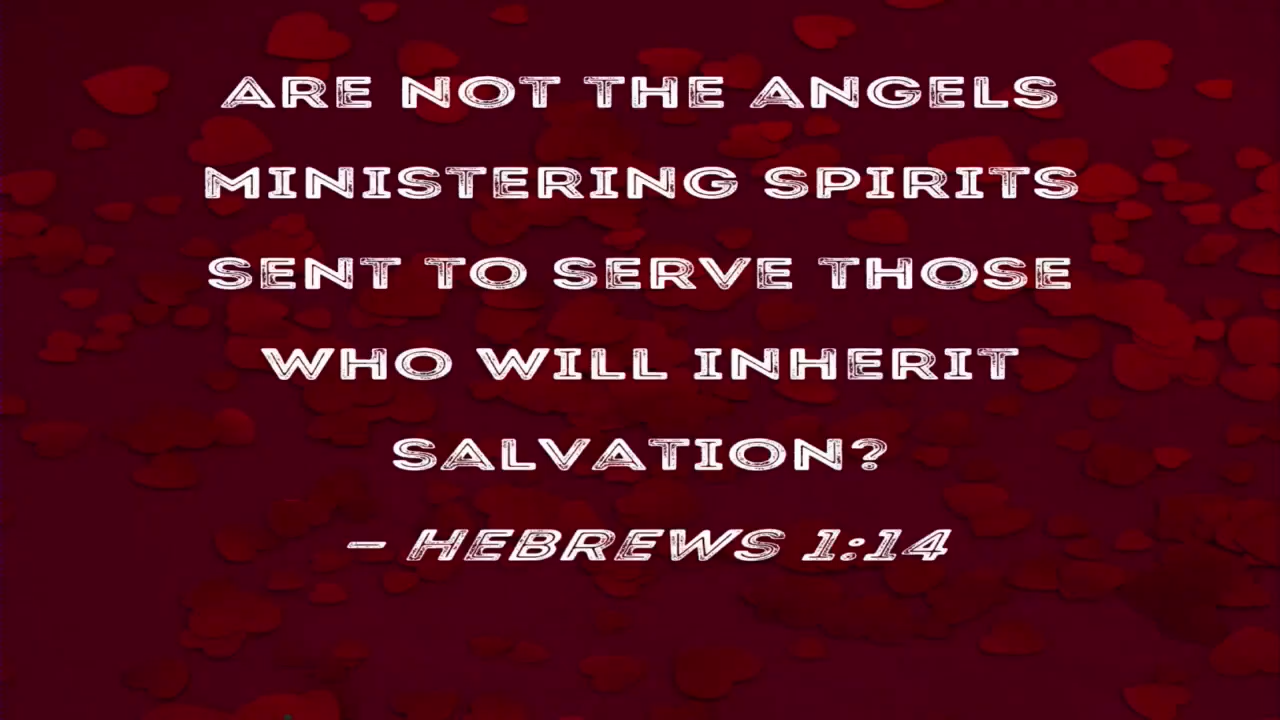 ARE NOT THE ANGELS
MINISTERING SPIRITS
SENT TO SERVE THOSE
WHO WILL INHERIT
SALVATION?
– HEBREWS 1:14